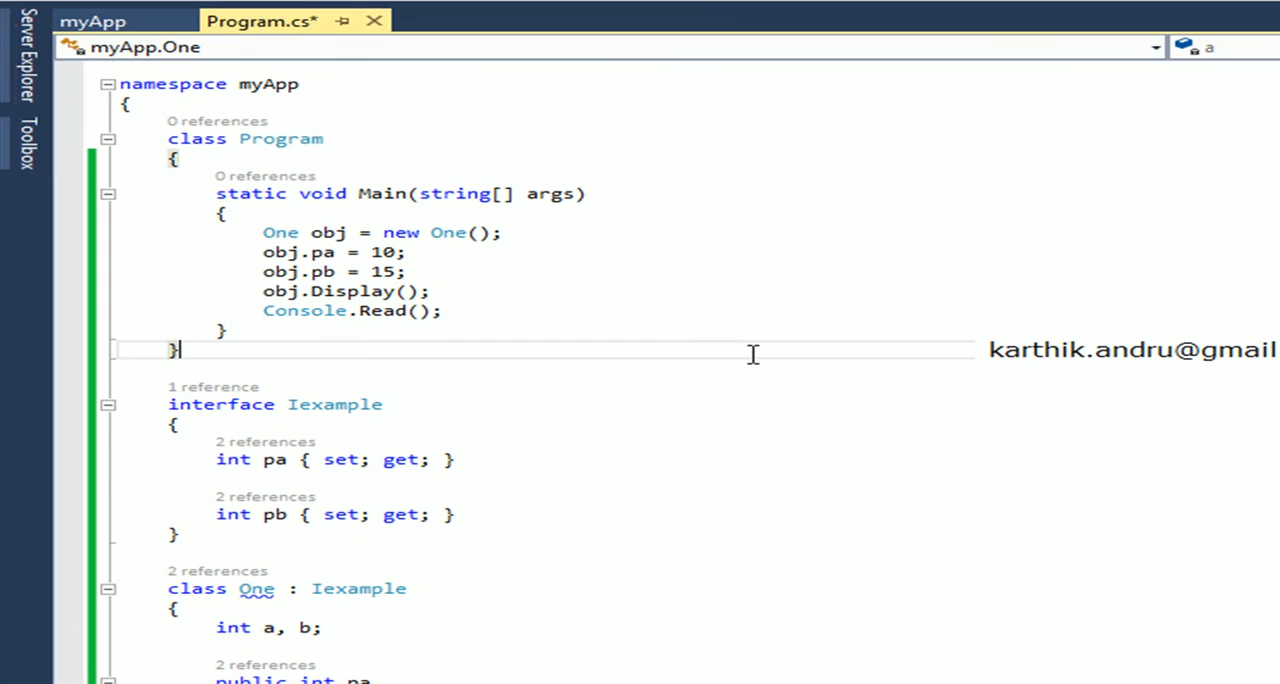 Server Explorer
Toolbox
myApp
Program.cs*
myApp.One
a
namespace myApp
{
0 references
class Program
{
0 references
static void Main(string[] args)
{
One obj = new One();
obj.pa = 10;
obj.pb = 15;
obj.Display();
Console.Read();
}
}
karthik.andru@gmail
1 reference
interface Iexample
{
2 references
int pa { set; get; }
2 references
int pb { set; get; }
}
2 references
class One : Iexample
{
int a, b;
2 references
public int pa